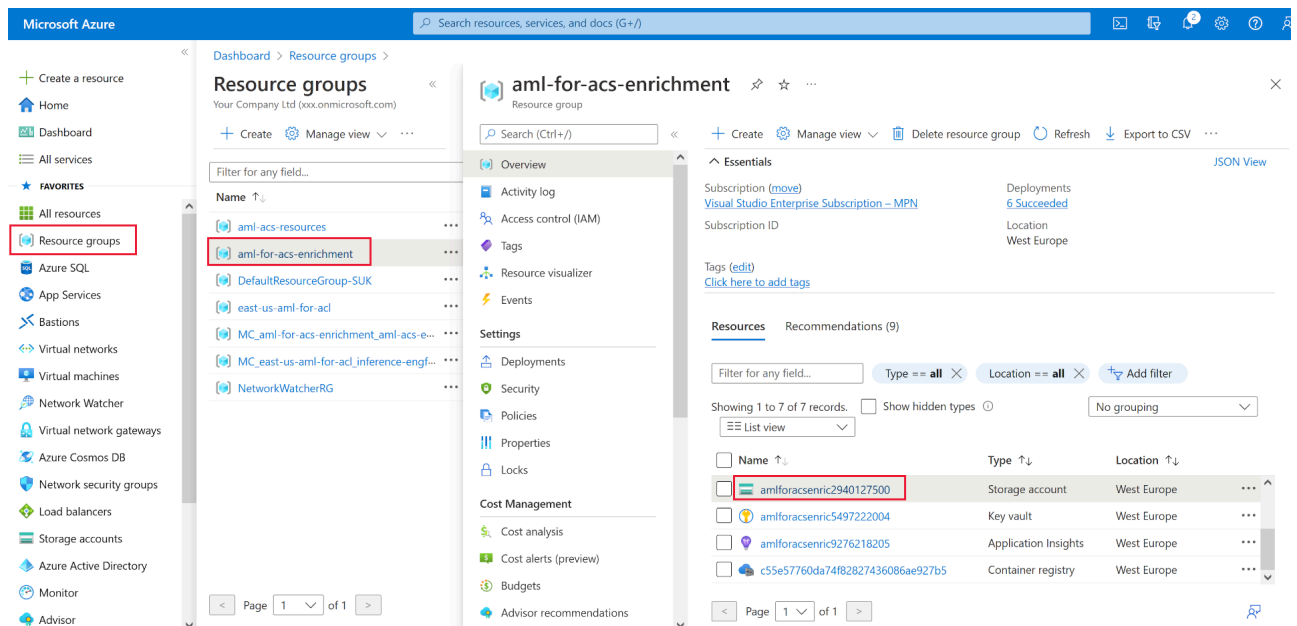 Microsoft Azure
Search resources, services, and docs (G+/)
2
Create a resource
Home
Dashboard
All services
FAVORITES
All resources
Resource groups
Azure SQL
App Services
Bastions
Virtual networks
Virtual machines
Network Watcher
Virtual network gateways
Azure Cosmos DB
Network security groups
Load balancers
Storage accounts
Azure Active Directory
Monitor
Advisor
Dashboard > Resource groups >
Resource groups
Your Company Ltd (xxx.onmicrosoft.com)
Create Manage view ...
Filter for any field...
Name
aml-acs-resources ...
aml-for-acs-enrichment ...
DefaultResourceGroup-SUK ...
east-us-aml-for-acl ...
MC_aml-for-acs-enrichment_aml-acs-e... ...
MC_east-us-aml-for-acl_inference-engf... ...
NetworkWatcherRG ...
< Page 1 of 1 >
aml-for-acs-enrichment ...
Resource group
Search (Ctrl+/)
Overview
Activity log
Access control (IAM)
Tags
Resource visualizer
Events
Settings
Deployments
Security
Policies
Properties
Locks
Cost Management
Cost analysis
Cost alerts (preview)
Budgets
Advisor recommendations
Create Manage view Delete resource group Refresh Export to CSV ...
Essentials
JSON View
Subscription (move)
Visual Studio Enterprise Subscription – MPN
Subscription ID
Deployments
6 Succeeded
Location
West Europe
Tags (edit)
Click here to add tags
Resources Recommendations (9)
Filter for any field... Type == all Location == all Add filter
Showing 1 to 7 of 7 records. Show hidden types No grouping
List view
Name Type Location
amlforacsenric2940127500 Storage account West Europe ...
amlforacsenric5497222004 Key vault West Europe ...
amlforacsenric9276218205 Application Insights West Europe ...
c55e57760da74f82827436086ae927b5 Container registry West Europe ...
< Page 1 of 1 >